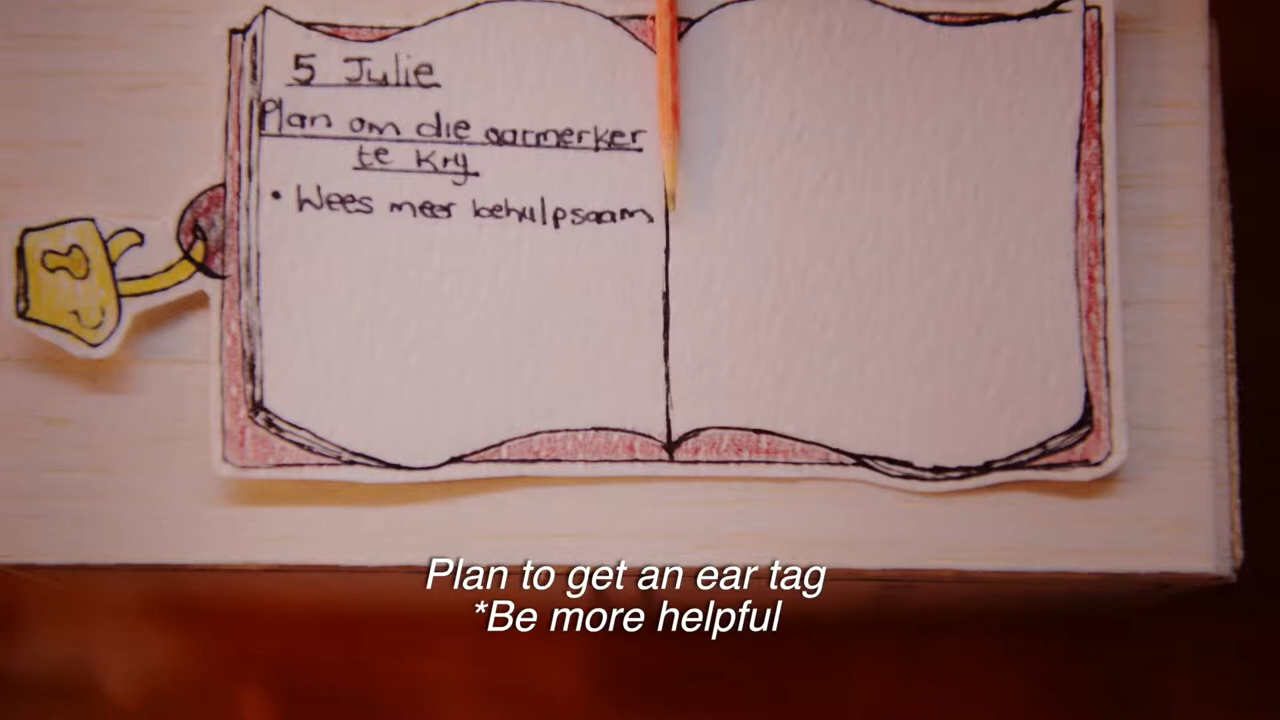 5 Julie
Plan om die oormerker
te kry
• Wees meer behulpsaam
Plan to get an ear tag
*Be more helpful